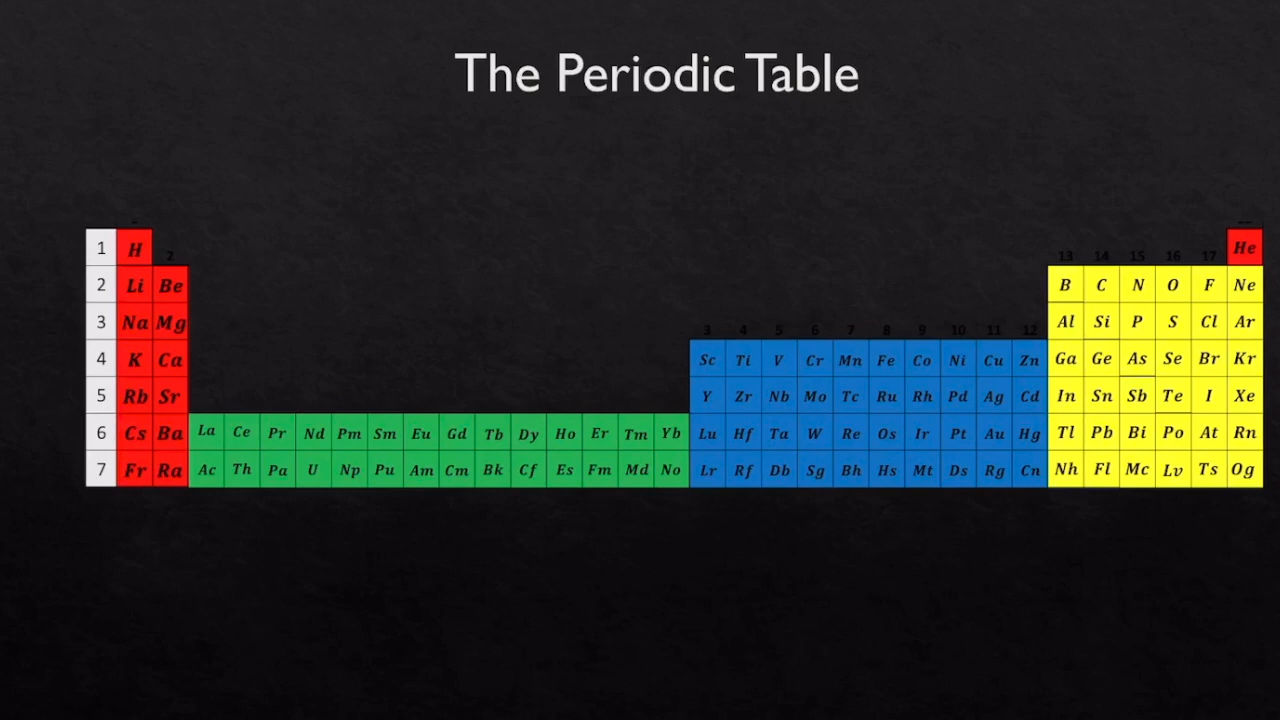 The Periodic Table
1 H He
2 13 14 15 16 17
2 Li Be B C N O F Ne
3 Na Mg Al Si P S Cl Ar
3 4 5 6 7 8 9 10 11 12
4 K Ca Sc Ti V Cr Mn Fe Co Ni Cu Zn Ga Ge As Se Br Kr
5 Rb Sr Y Zr Nb Mo Tc Ru Rh Pd Ag Cd In Sn Sb Te I Xe
6 Cs Ba La Ce Pr Nd Pm Sm Eu Gd Tb Dy Ho Er Tm Yb Lu Hf Ta W Re Os Ir Pt Au Hg Tl Pb Bi Po At Rn
7 Fr Ra Ac Th Pa U Np Pu Am Cm Bk Cf Es Fm Md No Lr Rf Db Sg Bh Hs Mt Ds Rg Cn Nh Fl Mc Lv Ts Og